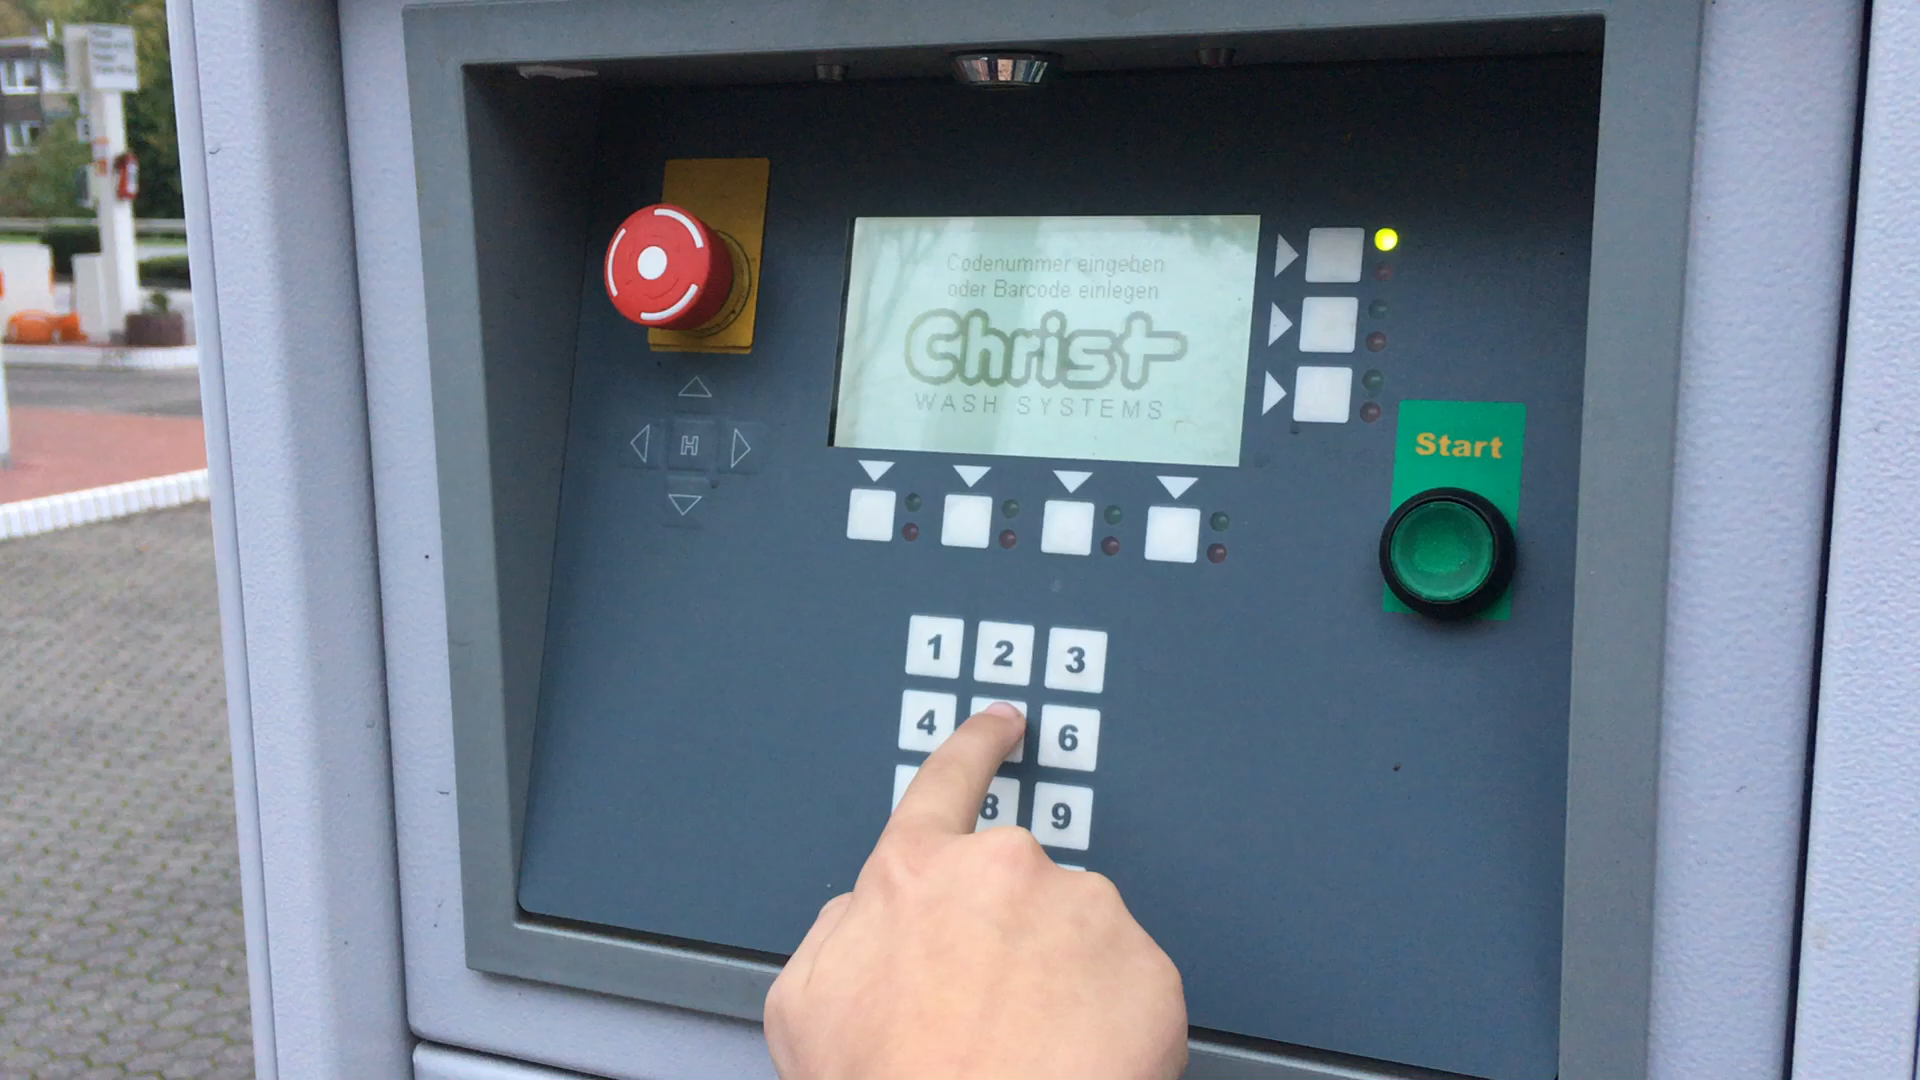 Codenummer eingeben
oder Barcode einlegen
Christ
WASH SYSTEMS
H
Start
1 2 3
4 6
8 9